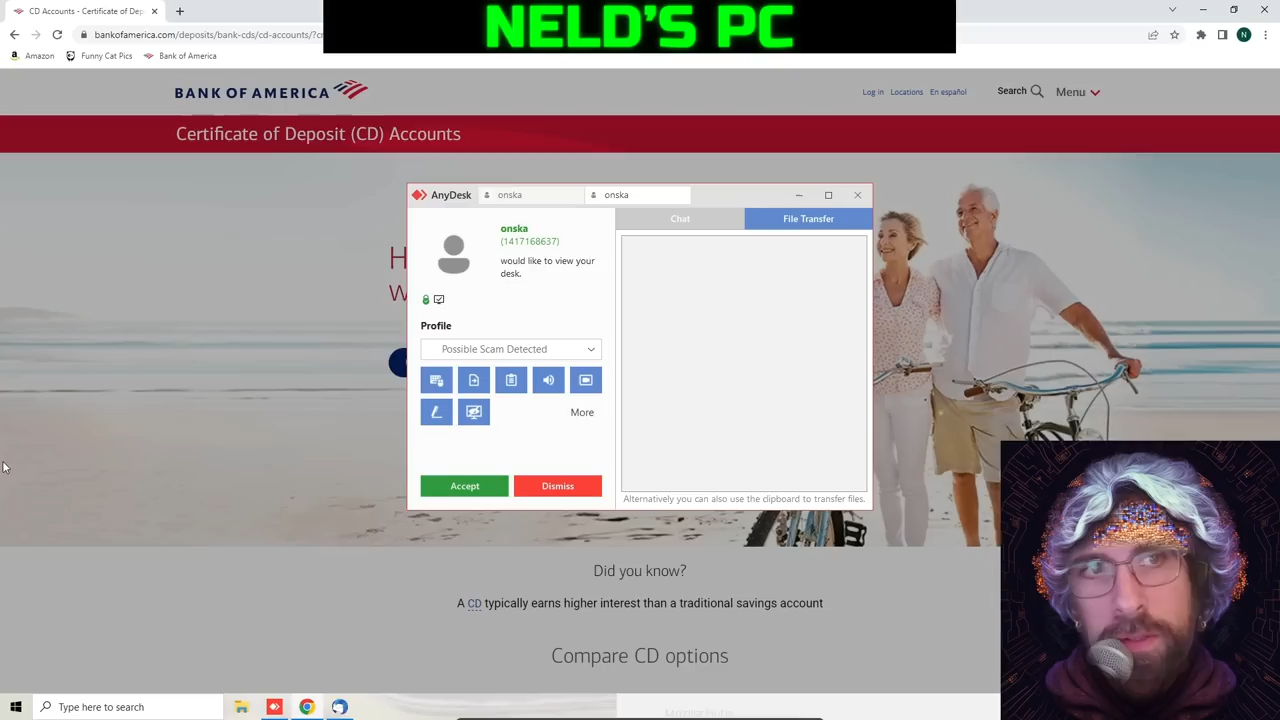 NELD'S PC
CD Accounts - Certificate of Dep
bankofamerica.com/deposits/bank-cds/cd-accounts/?c
N
Amazon
Funny Cat Pics
Bank of America
BANK OF AMERICA
Log in
Locations
En español
Search
Menu
Certificate of Deposit (CD) Accounts
AnyDesk
onska
onska
Chat
File Transfer
onska
(1417168637)
would like to view your
desk.
Profile
Possible Scam Detected
More
Accept
Dismiss
Alternatively you can also use the clipboard to transfer files.
H
W
Did you know?
A CD typically earns higher interest than a traditional savings account
Compare CD options
Type here to search